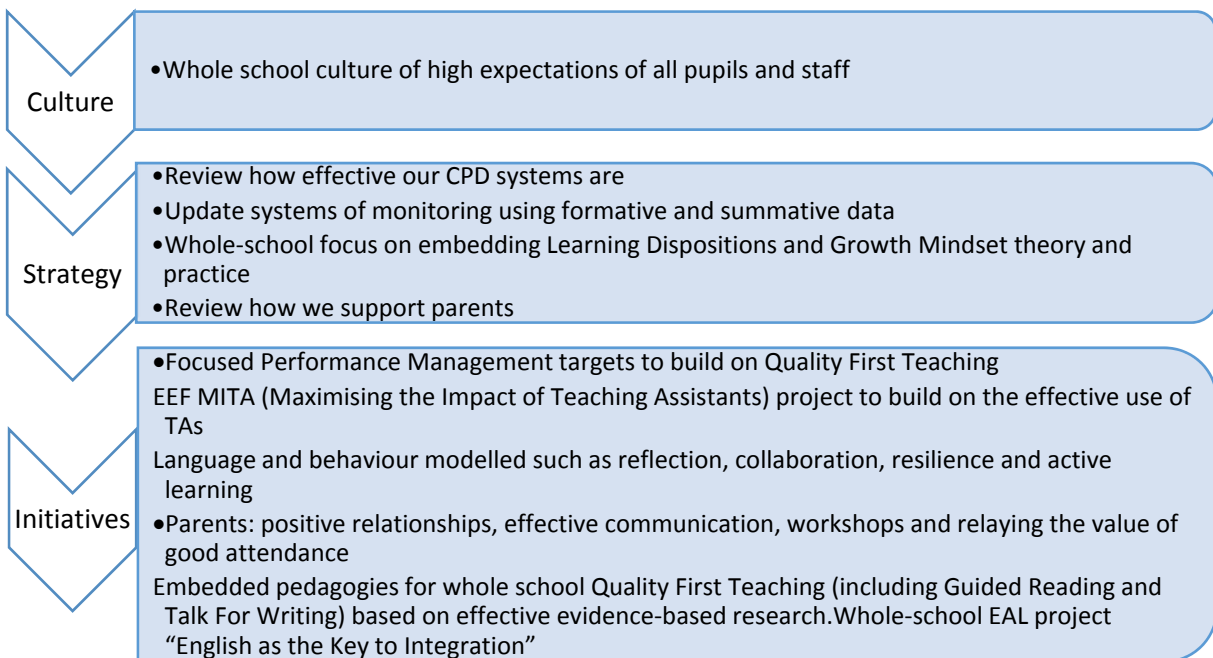 Culture
•Whole school culture of high expectations of all pupils and staff
Strategy
•Review how effective our CPD systems are
•Update systems of monitoring using formative and summative data
•Whole-school focus on embedding Learning Dispositions and Growth Mindset theory and
practice
•Review how we support parents
Initiatives
•Focused Performance Management targets to build on Quality First Teaching
EEF MITA (Maximising the Impact of Teaching Assistants) project to build on the effective use of
TAs
Language and behaviour modelled such as reflection, collaboration, resilience and active
learning
•Parents: positive relationships, effective communication, workshops and relaying the value of
good attendance
Embedded pedagogies for whole school Quality First Teaching (including Guided Reading and
Talk For Writing) based on effective evidence-based research.Whole-school EAL project
“English as the Key to Integration”